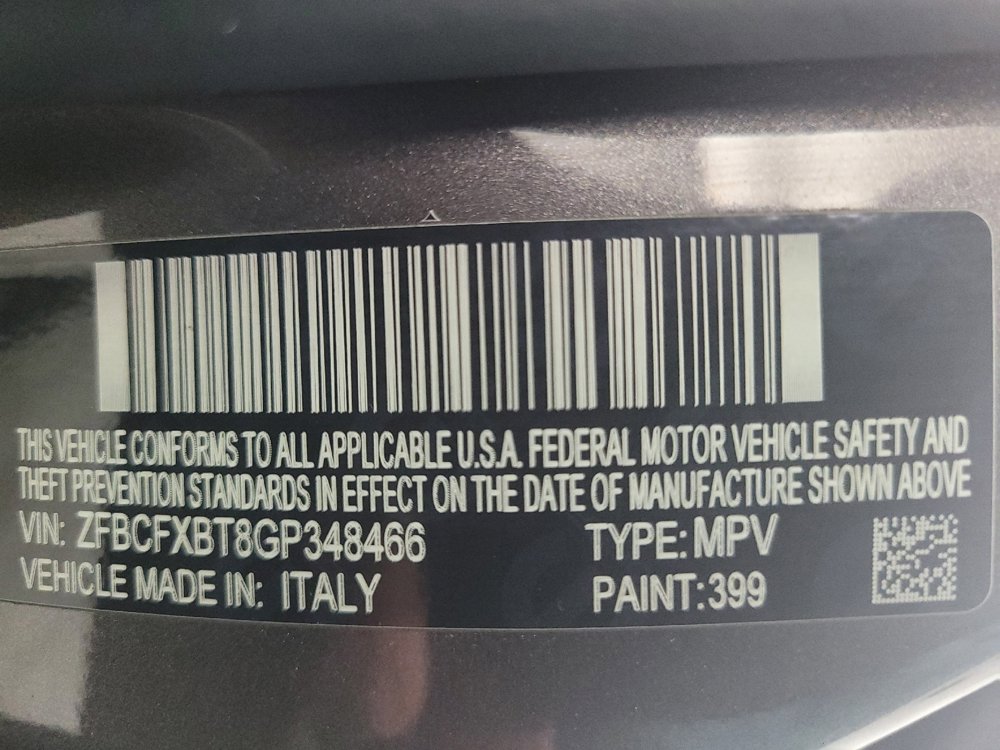 THIS VEHICLE CONFORMS TO ALL APPLICABLE U.S.A. FEDERAL MOTOR VEHICLE SAFETY AND
THEFT PREVENTION STANDARDS IN EFFECT ON THE DATE OF MANUFACTURE SHOWN ABOVE
VIN: ZFBCFXBT8GP348466 TYPE: MPV
VEHICLE MADE IN: ITALY PAINT: 399